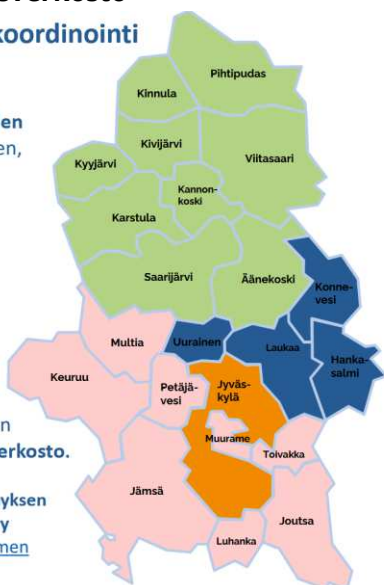 koordinointi
en
en,
Pihtipudas
Kinnula
Kivijärvi
Viitasaari
Kyyjärvi
Kannon-
koski
Karstula
Saarijärvi
Äänekoski
Konne-
vesi
Multia
Uurainen
Laukaa
Hanka-
salmi
Keuruu
Petäjä-
vesi
Jyväs-
kylä
n
erkosto.
Muurame
Toivakka
yksen
y
men
Jämsä
Joutsa
Luhanka